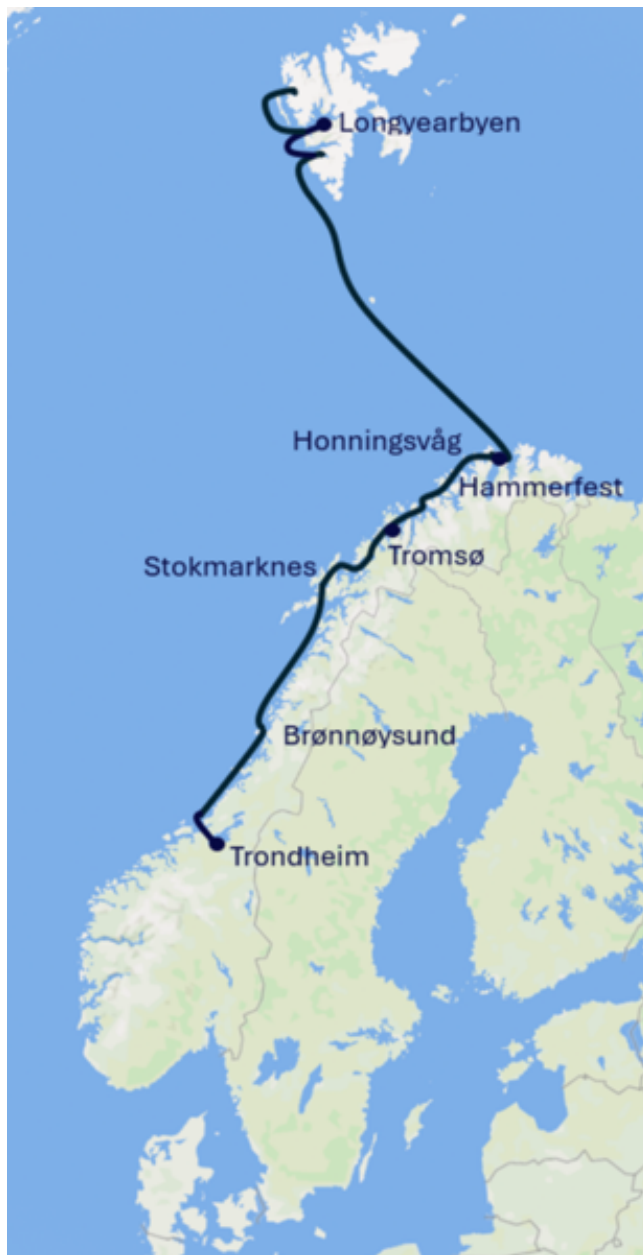 Longyearbyen
Honningsvåg
Hammerfest
Tromsø
Stokmarknes
Brønnøysund
Trondheim